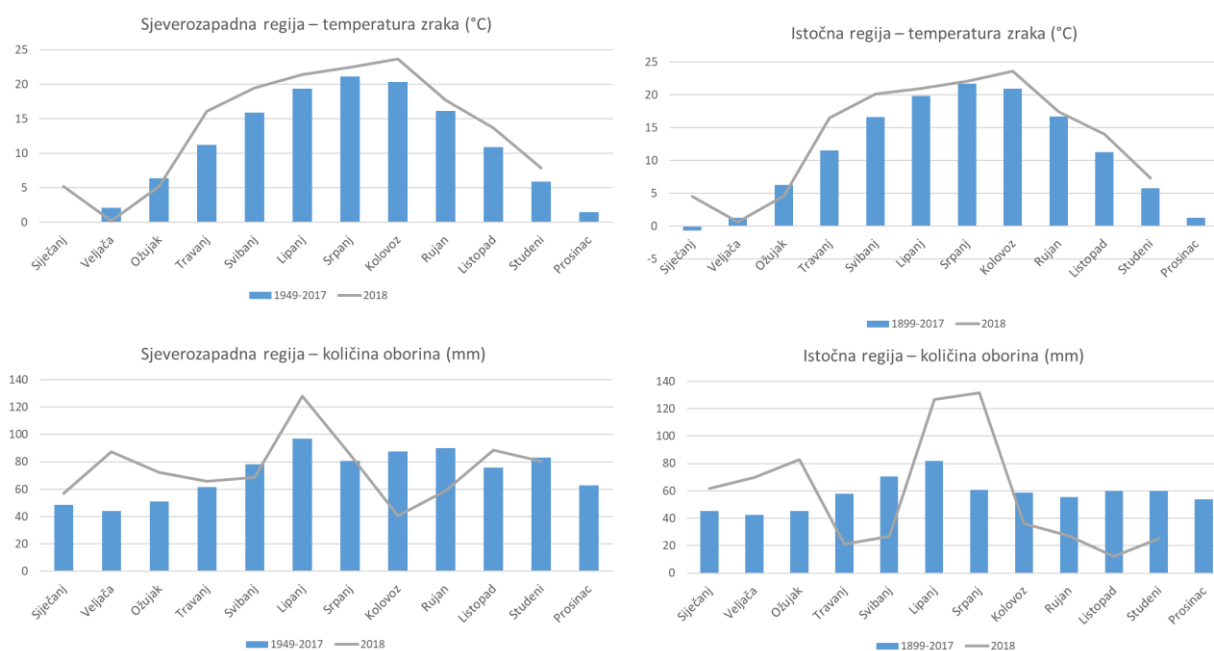 Sjeverozapadna regija – temperatura zraka (°C)
25
20
15
10
5
0
Siječanj
Veljača
Ožujak
Travanj
Svibanj
Lipanj
Srpanj
Kolovoz
Rujan
Listopad
Studeni
Prosinac
1949-2017
2018
Istočna regija – temperatura zraka (°C)
25
20
15
10
5
0
-5
Siječanj
Veljača
Ožujak
Travanj
Svibanj
Lipanj
Srpanj
Kolovoz
Rujan
Listopad
Studeni
Prosinac
1899-2017
2018
Sjeverozapadna regija – količina oborina (mm)
140
120
100
80
60
40
20
0
Siječanj
Veljača
Ožujak
Travanj
Svibanj
Lipanj
Srpanj
Kolovoz
Rujan
Listopad
Studeni
Prosinac
1949-2017
2018
Istočna regija – količina oborina (mm)
140
120
100
80
60
40
20
0
Siječanj
Veljača
Ožujak
Travanj
Svibanj
Lipanj
Srpanj
Kolovoz
Rujan
Listopad
Studeni
Prosinac
1899-2017
2018